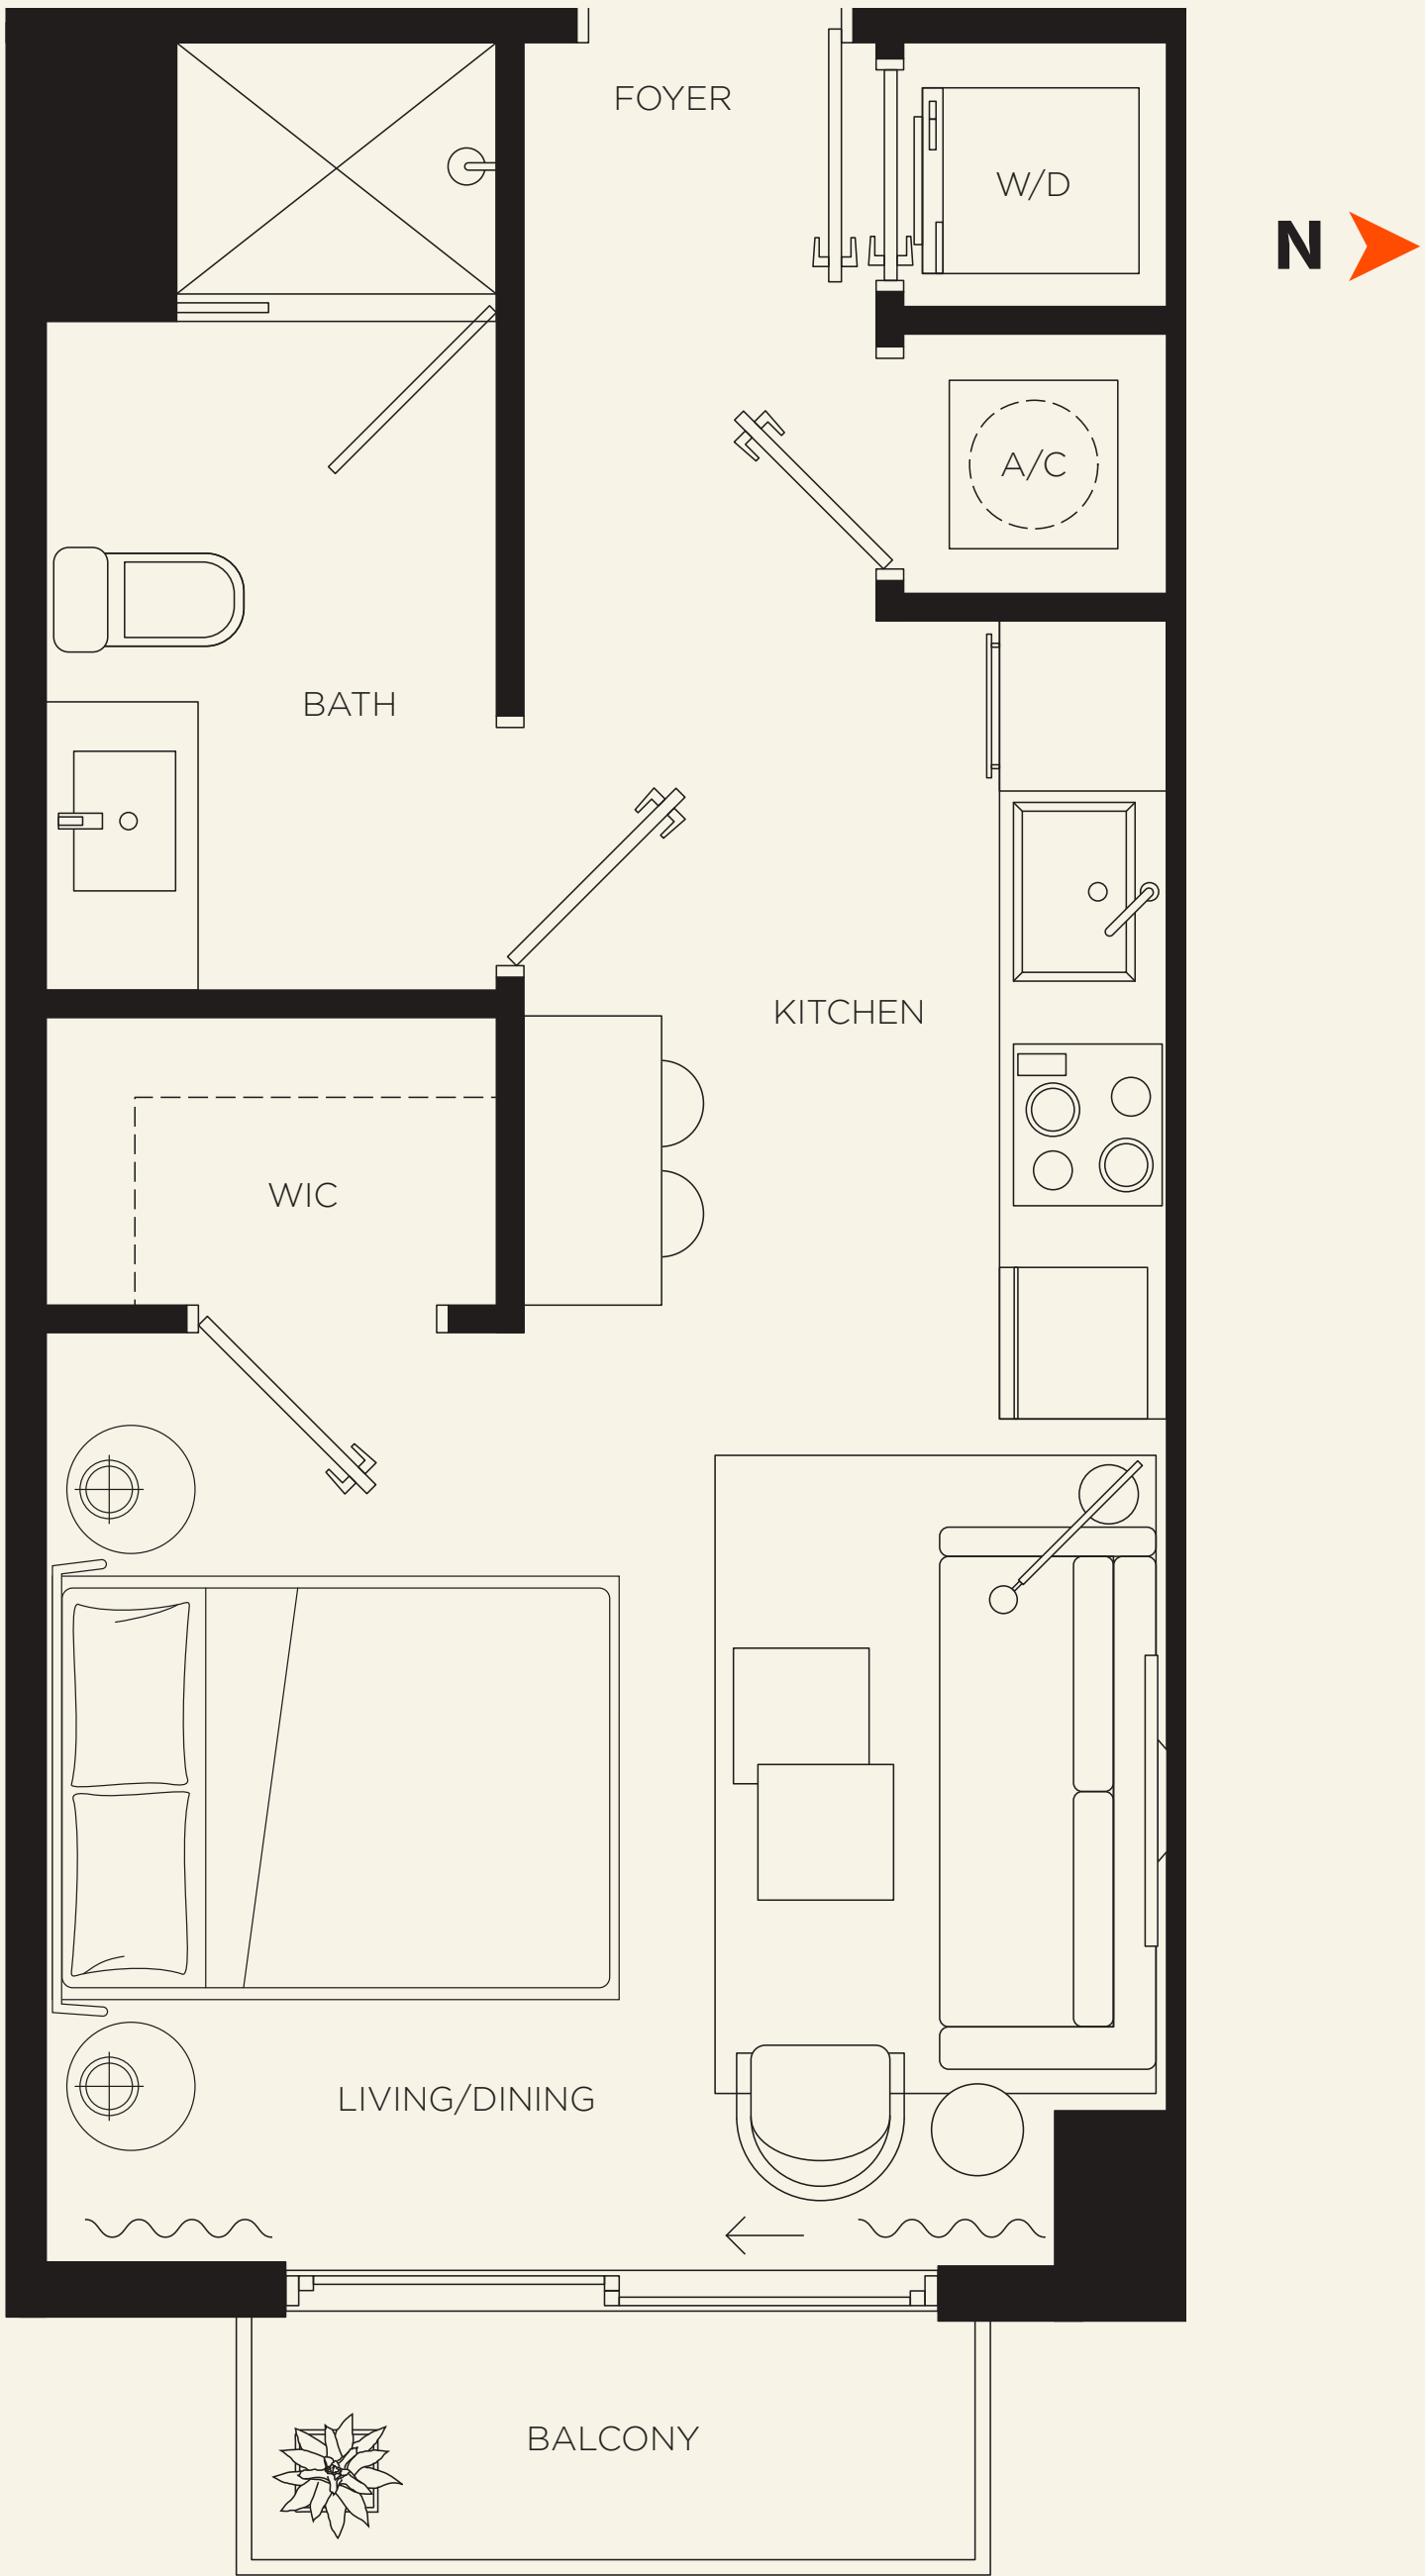 FOYER
W/D
N
A/C
BATH
KITCHEN
WIC
LIVING/DINING
BALCONY